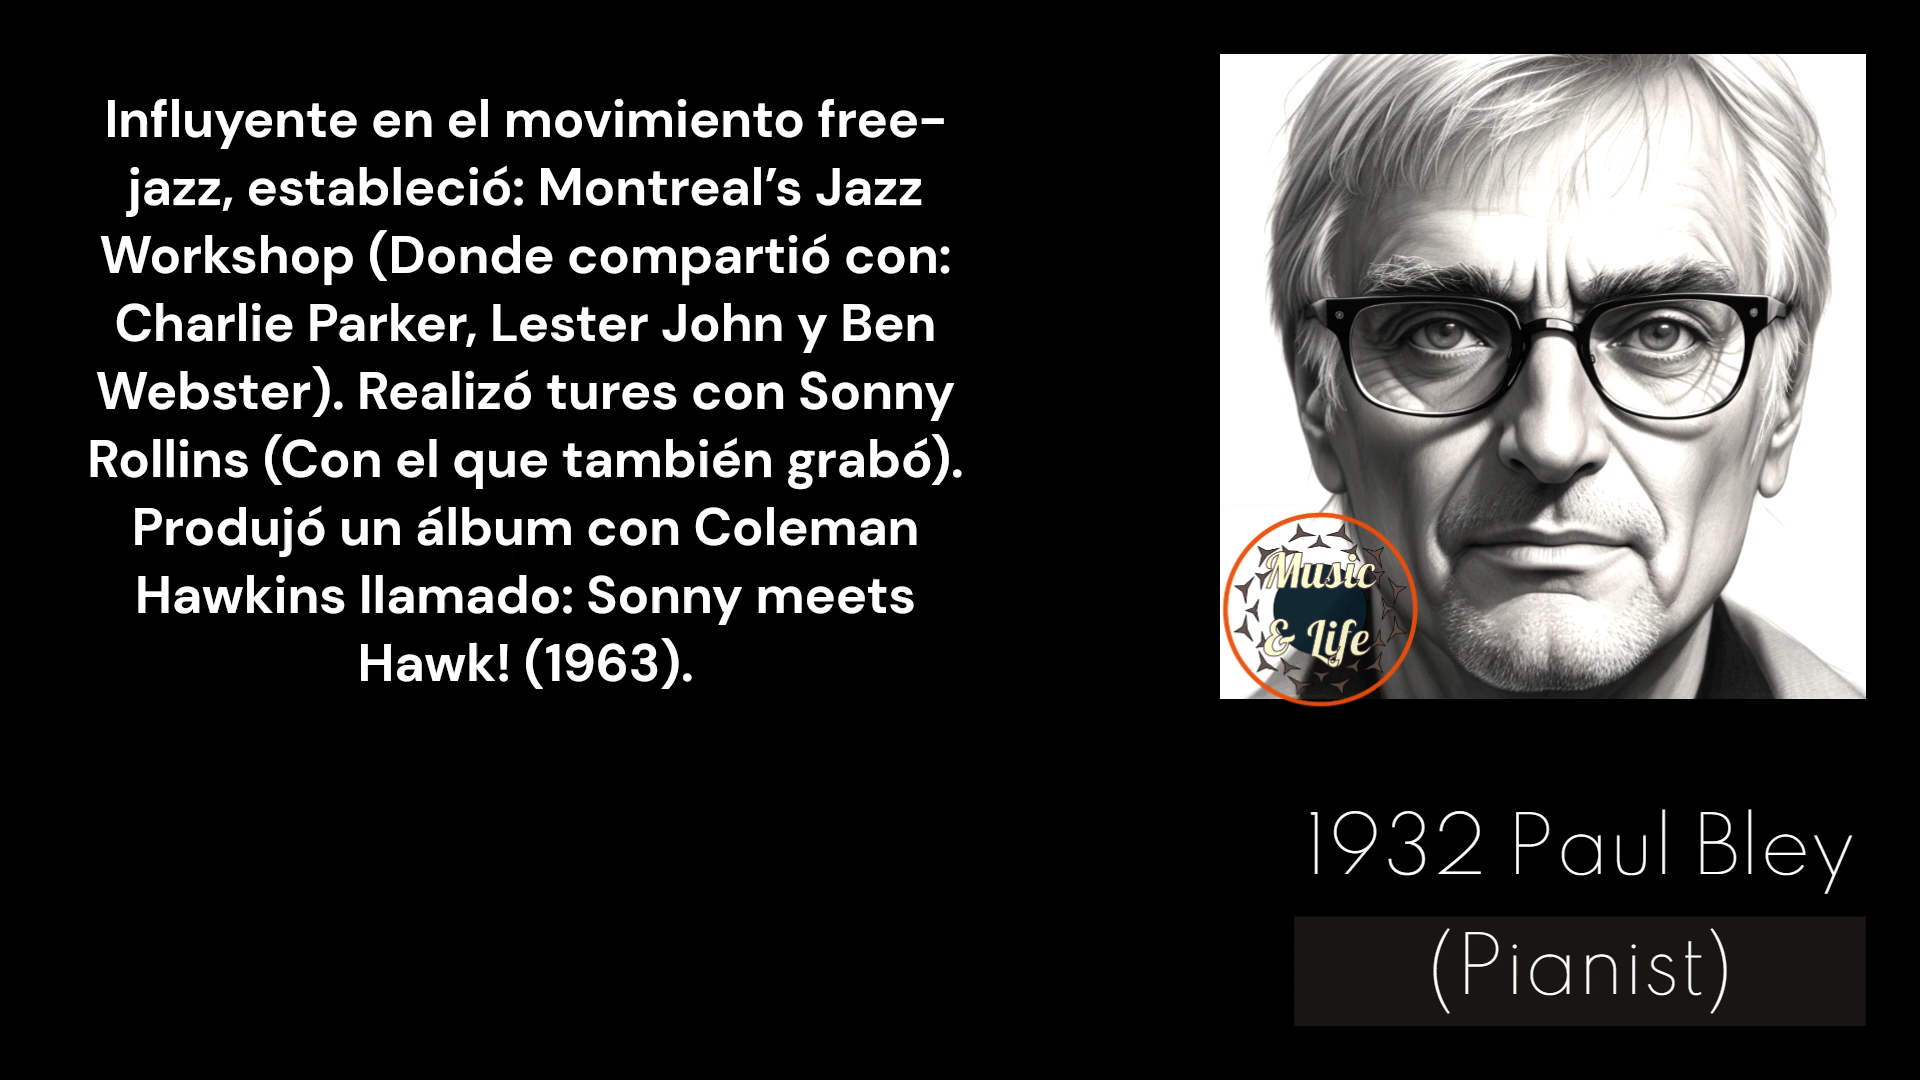 Influyente en el movimiento free-
jazz, estableció: Montreal’s Jazz
Workshop (Donde compartió con:
Charlie Parker, Lester John y Ben
Webster). Realizó tures con Sonny
Rollins (Con el que también grabó).
Produjó un álbum con Coleman
Hawkins llamado: Sonny meets
Hawk! (1963).
Music
& Life
1932 Paul Bley
(Pianist)